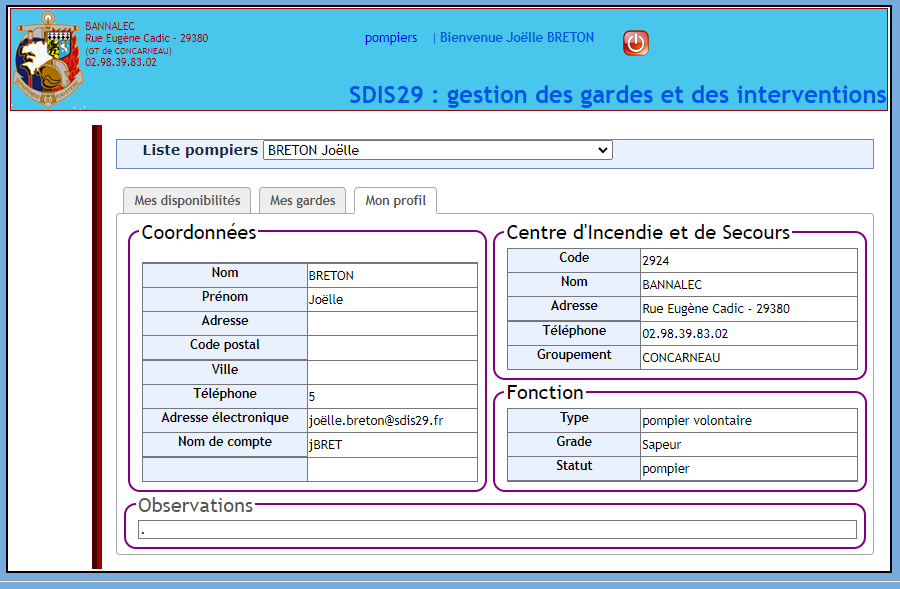 BANNALEC
Rue Eugène Cadic - 29380
(GT de CONCARNEAU)
02.98.39.83.02
pompiers | Bienvenue Joëlle BRETON
SDIS29 : gestion des gardes et des interventions
Liste pompiers BRETON Joëlle
Mes disponibilités Mes gardes Mon profil
Coordonnées
Nom BRETON
Prénom Joëlle
Adresse
Code postal
Ville
Téléphone 5
Adresse électronique joëlle.breton@sdis29.fr
Nom de compte jBRET
Centre d'Incendie et de Secours
Code 2924
Nom BANNALEC
Adresse Rue Eugène Cadic - 29380
Téléphone 02.98.39.83.02
Groupement CONCARNEAU
Fonction
Type pompier volontaire
Grade Sapeur
Statut pompier
Observations
.